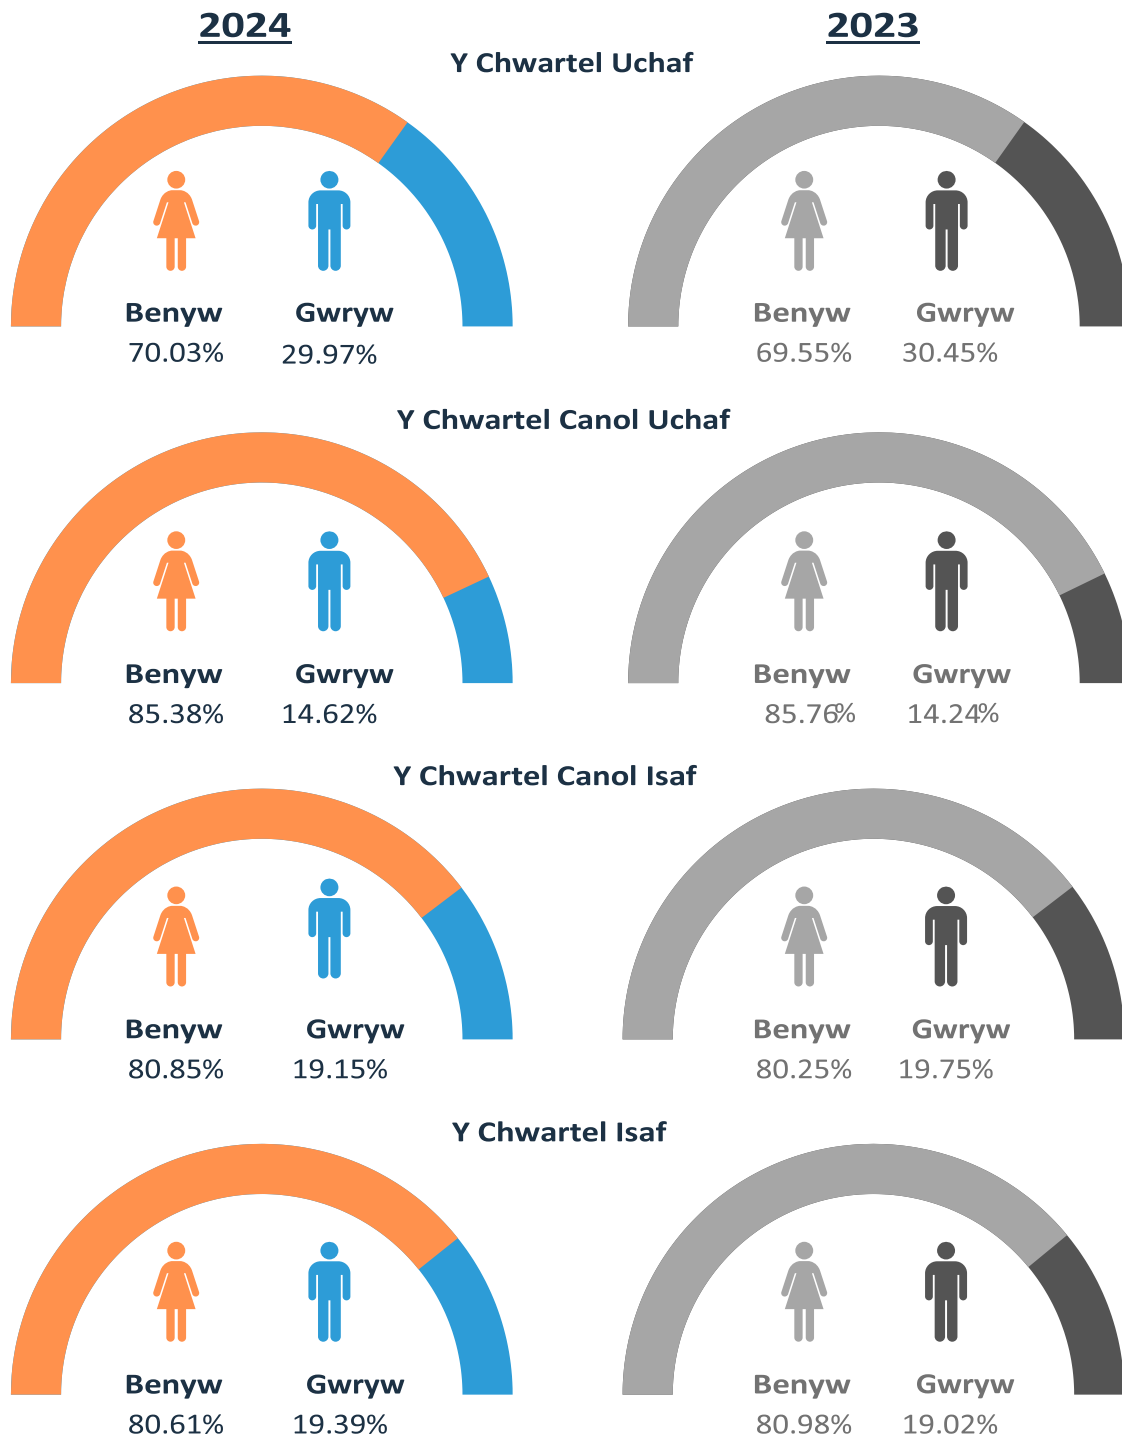 2024 2023
Y Chwartel Uchaf
Benyw Gwryw Benyw Gwryw
70.03% 29.97% 69.55% 30.45%
Y Chwartel Canol Uchaf
Benyw Gwryw Benyw Gwryw
85.38% 14.62% 85.76% 14.24%
Y Chwartel Canol Isaf
Benyw Gwryw Benyw Gwryw
80.85% 19.15% 80.25% 19.75%
Y Chwartel Isaf
Benyw Gwryw Benyw Gwryw
80.61% 19.39% 80.98% 19.02%